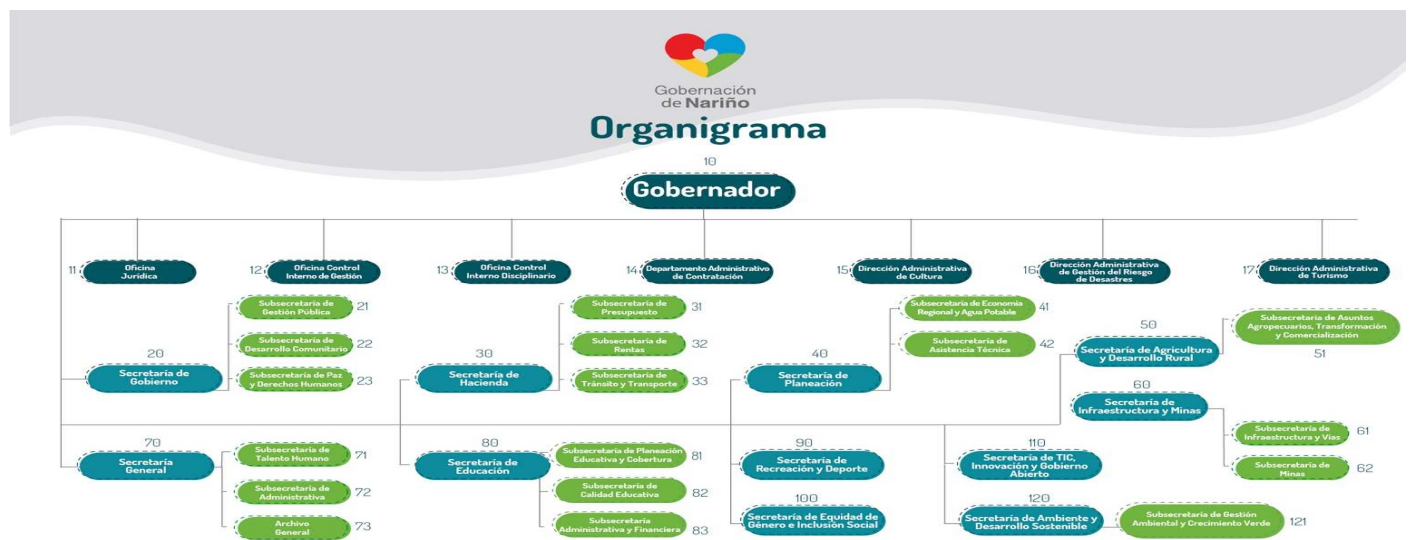 Gobernación
de Nariño
Organigrama
10
Gobernador
11
Oficina
Jurídica
12
Oficina Control
Interno de Gestión
13
Oficina Control
Interno Disciplinario
14
Departamento Administrativo
de Contratación
15
Dirección Administrativa
de Cultura
16
Dirección Administrativa
de Gestión del Riesgo
de Desastres
17
Dirección Administrativa
de Turismo
20
Secretaría de
Gobierno
Subsecretaría de
Gestión Pública
21
Subsecretaría de
Desarrollo Comunitario
22
Subsecretaría de Paz
y Derechos Humanos
23
30
Secretaría de
Hacienda
Subsecretaría de
Presupuesto
31
Subsecretaría de
Rentas
32
Subsecretaría de
Tránsito y Transporte
33
40
Secretaría de
Planeación
Subsecretaría de Economía
Regional y Agua Potable
41
Subsecretaría de
Asistencia Técnica
42
50
Secretaría de Agricultura
y Desarrollo Rural
Subsecretaría de Asuntos
Agropecuarios, Transformación
y Comercialización
51
60
Secretaría de
Infraestructura y Minas
Subsecretaría de
Infraestructura y Vías
61
Subsecretaría de
Minas
62
70
Secretaría
General
Subsecretaría de
Talento Humano
71
Subsecretaría de
Administrativa
72
Archivo
General
73
80
Secretaría de
Educación
Subsecretaría de Planeación
Educativa y Cobertura
81
Subsecretaría de
Calidad Educativa
82
Subsecretaría
Administrativa y Financiera
83
90
Secretaría de
Recreación y Deporte
100
Secretaría de Equidad de
Género e Inclusión Social
110
Secretaría de TIC,
Innovación y Gobierno
Abierto
120
Secretaría de Ambiente y
Desarrollo Sostenible
Subsecretaría de Gestión
Ambiental y Crecimiento Verde
121